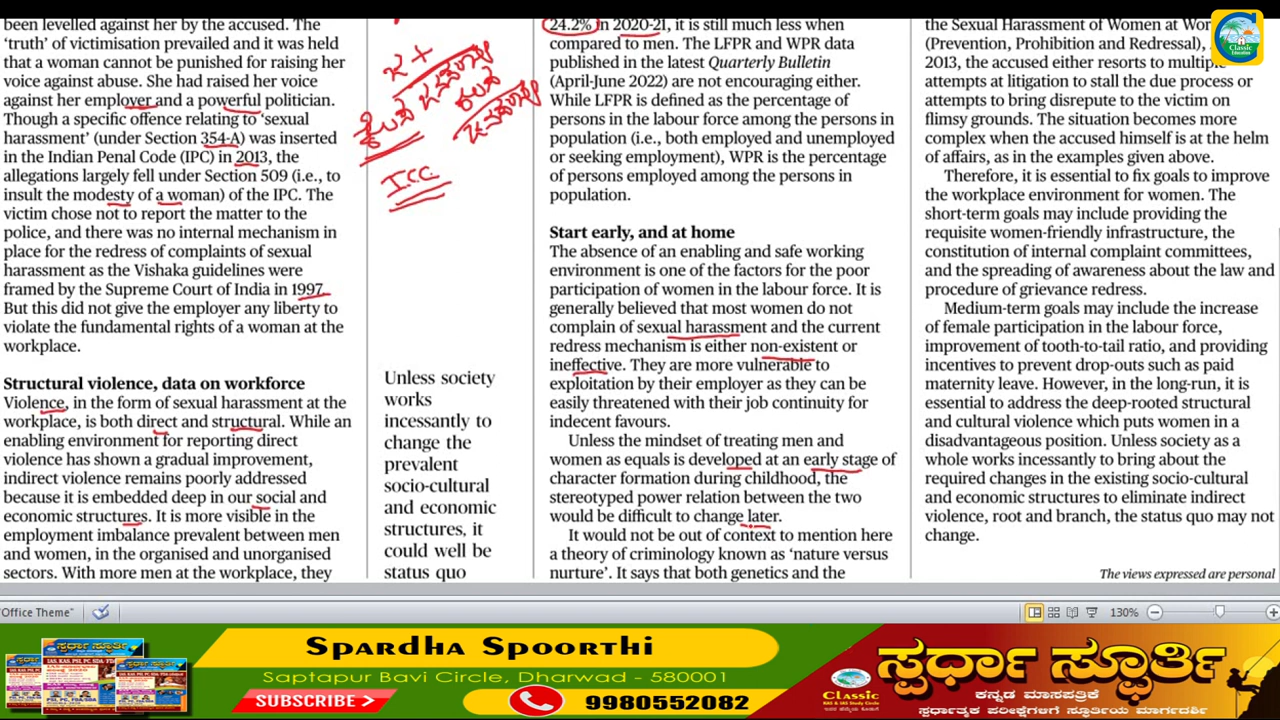 been levelled against her by the accused. The
'truth' of victimisation prevailed and it was held
that a woman cannot be punished for raising her
voice against abuse. She had raised her voice
against her employer and a powerful politician.
Though a specific offence relating to 'sexual
harassment' (under Section 354-A) was inserted
in the Indian Penal Code (IPC) in 2013, the
allegations largely fell under Section 509 (i.e., to
insult the modesty of a woman) of the IPC. The
victim chose not to report the matter to the
police, and there was no internal mechanism in
place for the redress of complaints of sexual
harassment as the Vishaka guidelines were
framed by the Supreme Court of India in 1997.
But this did not give the employer any liberty to
violate the fundamental rights of a woman at the
workplace.
Structural violence, data on workforce
Violence, in the form of sexual harassment at the
workplace, is both direct and structural. While an
enabling environment for reporting direct
violence has shown a gradual improvement,
indirect violence remains poorly addressed
because it is embedded deep in our social and
economic structures. It is more visible in the
employment imbalance prevalent between men
and women, in the organised and unorganised
sectors. With more men at the workplace, they
I.C.C.
Unless society
works
incessantly to
change the
prevalent
socio-cultural
and economic
structures, it
could well be
status quo
24.2% in 2020-21, it is still much less when
compared to men. The LFPR and WPR data
published in the latest Quarterly Bulletin
(April-June 2022) are not encouraging either.
While LFPR is defined as the percentage of
persons in the labour force among the persons in
population (i.e., both employed and unemployed
or seeking employment), WPR is the percentage
of persons employed among the persons in
population.
Start early, and at home
The absence of an enabling and safe working
environment is one of the factors for the poor
participation of women in the labour force. It is
generally believed that most women do not
complain of sexual harassment and the current
redress mechanism is either non-existent or
ineffective. They are more vulnerable to
exploitation by their employer as they can be
easily threatened with their job continuity for
indecent favours.
Unless the mindset of treating men and
women as equals is developed at an early stage of
character formation during childhood, the
stereotyped power relation between the two
would be difficult to change later.
It would not be out of context to mention here
a theory of criminology known as 'nature versus
nurture'. It says that both genetics and the
the Sexual Harassment of Women at Wor
(Prevention, Prohibition and Redressal),
2013, the accused either resorts to multiple
attempts at litigation to stall the due process or
attempts to bring disrepute to the victim on
flimsy grounds. The situation becomes more
complex when the accused himself is at the helm
of affairs, as in the examples given above.
Therefore, it is essential to fix goals to improve
the workplace environment for women. The
short-term goals may include providing the
requisite women-friendly infrastructure, the
constitution of internal complaint committees,
and the spreading of awareness about the law and
procedure of grievance redress.
Medium-term goals may include the increase
of female participation in the labour force,
improvement of tooth-to-tail ratio, and providing
incentives to prevent drop-outs such as paid
maternity leave. However, in the long-run, it is
essential to address the deep-rooted structural
and cultural violence which puts women in a
disadvantageous position. Unless society as a
whole works incessantly to bring about the
required changes in the existing socio-cultural
and economic structures to eliminate indirect
violence, root and branch, the status quo may not
change.
The views expressed are personal
Classic
Education
"Office Theme"
130%
ಸ್ಪರ್ಧಾ ಸ್ಫೂರ್ತಿ
Spardha Spoorthi
Saptapur Bavi Circle, Dharwad - 580001
SUBSCRIBE
9980552082
Classic
KAS & IAS Study Circle
ಸ್ಪರ್ಧಾ ಸ್ಫೂರ್ತಿ
ಕನ್ನಡ ಮಾಸಪತ್ರಿಕೆ
ಸ್ಪರ್ಧಾತ್ಮಕ ಪರೀಕ್ಷೆಗಳಿಗೆ ಸ್ಫೂರ್ತಿಯ ಮಾರ್ಗದರ್ಶಿ